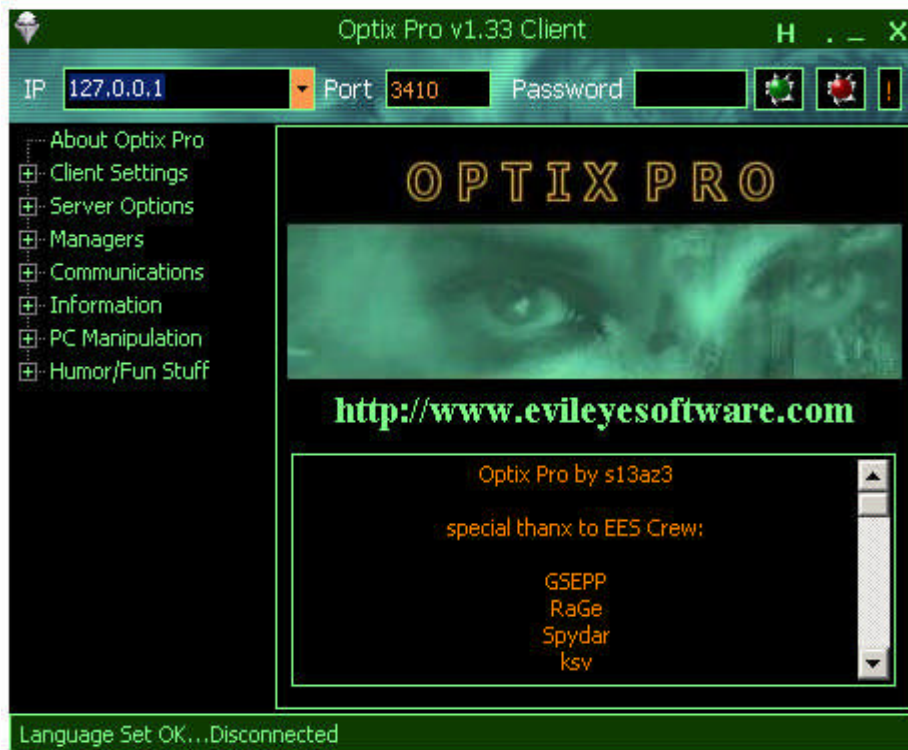 Optix Pro v1.33 Client H . _ X
IP 127.0.0.1 Port 3410 Password !
About Optix Pro
Client Settings
Server Options
Managers
Communications
Information
PC Manipulation
Humor/Fun Stuff
OPTIX PRO
http://www.evileyesoftware.com
Optix Pro by s13az3
special thanx to EES Crew:
GSEPP
RaGe
Spydar
ksv
Language Set OK...Disconnected